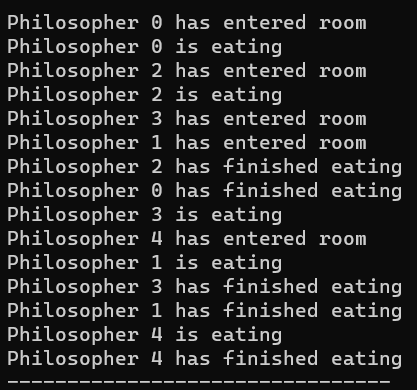 Philosopher 0 has entered room
Philosopher 0 is eating
Philosopher 2 has entered room
Philosopher 2 is eating
Philosopher 3 has entered room
Philosopher 1 has entered room
Philosopher 2 has finished eating
Philosopher 0 has finished eating
Philosopher 3 is eating
Philosopher 4 has entered room
Philosopher 1 is eating
Philosopher 3 has finished eating
Philosopher 1 has finished eating
Philosopher 4 is eating
Philosopher 4 has finished eating
--------------------------------